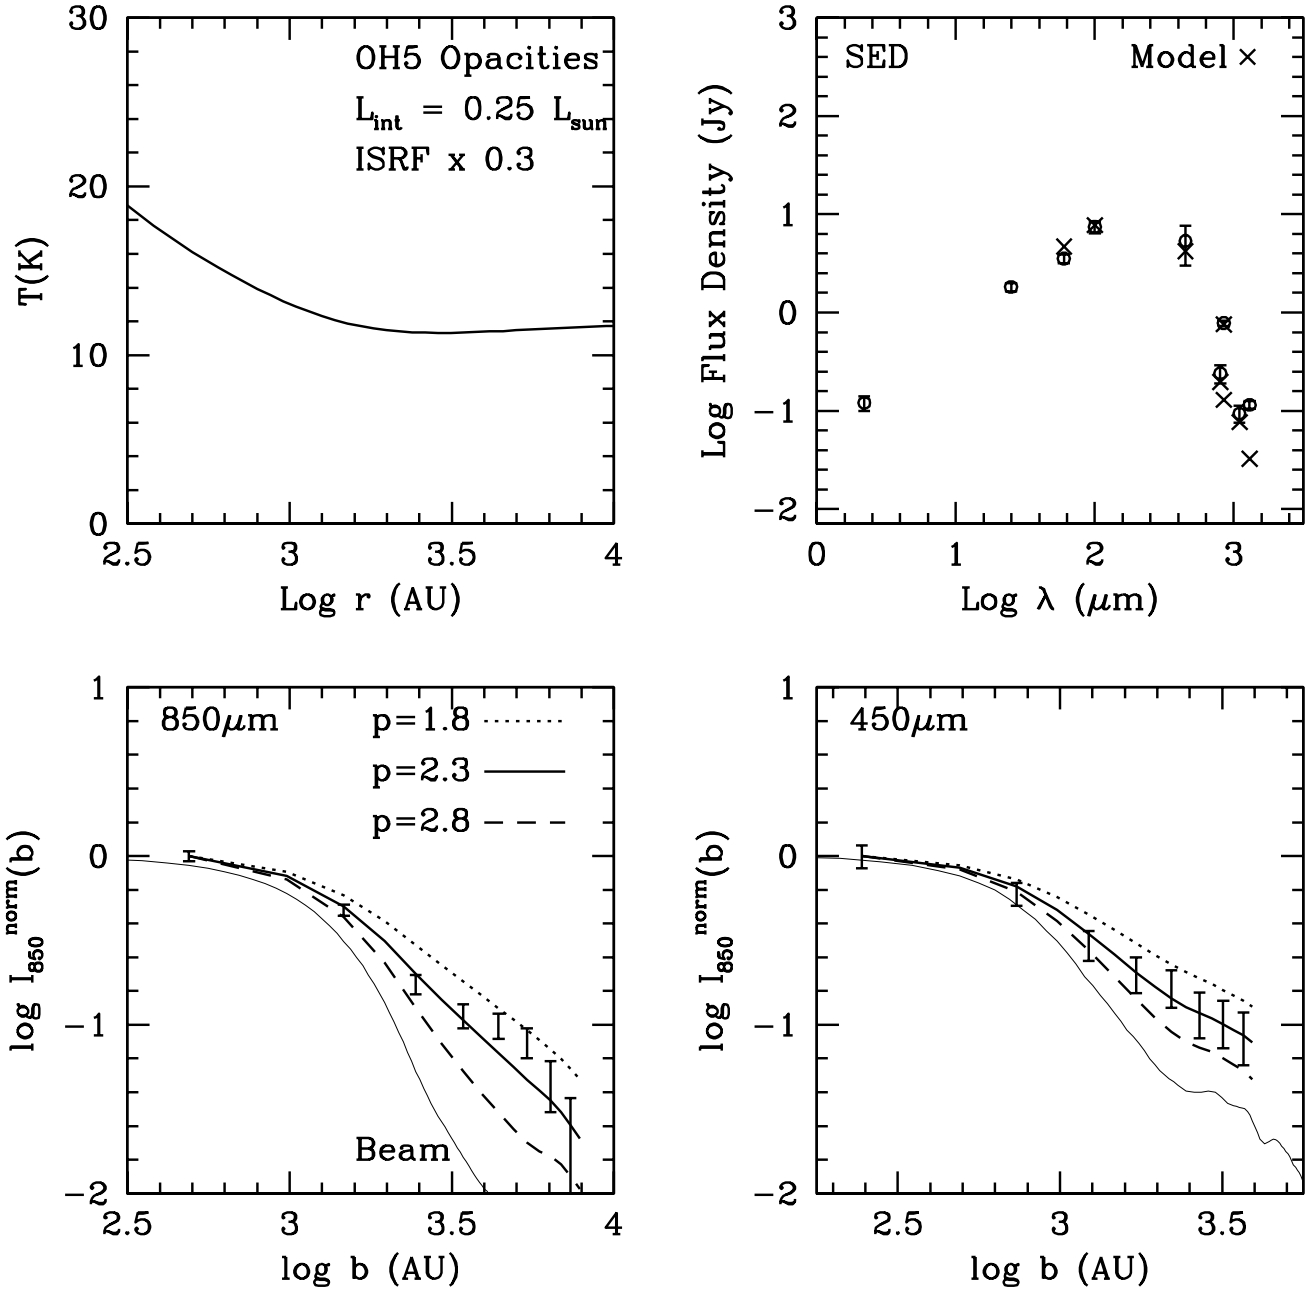 30
20
10
0
T(K)
OH5 Opacities
L_int = 0.25 L_sun
ISRF x 0.3
2.5 3 3.5 4
Log r (AU)
3
2
1
0
−1
−2
Log Flux Density (Jy)
SED
Model ×
0 1 2 3
Log λ (μm)
1
0
−1
−2
log I_850^norm(b)
850μm
p=1.8
p=2.3
p=2.8
Beam
2.5 3 3.5 4
log b (AU)
1
0
−1
−2
log I_850^norm(b)
450μm
2.5 3 3.5
log b (AU)